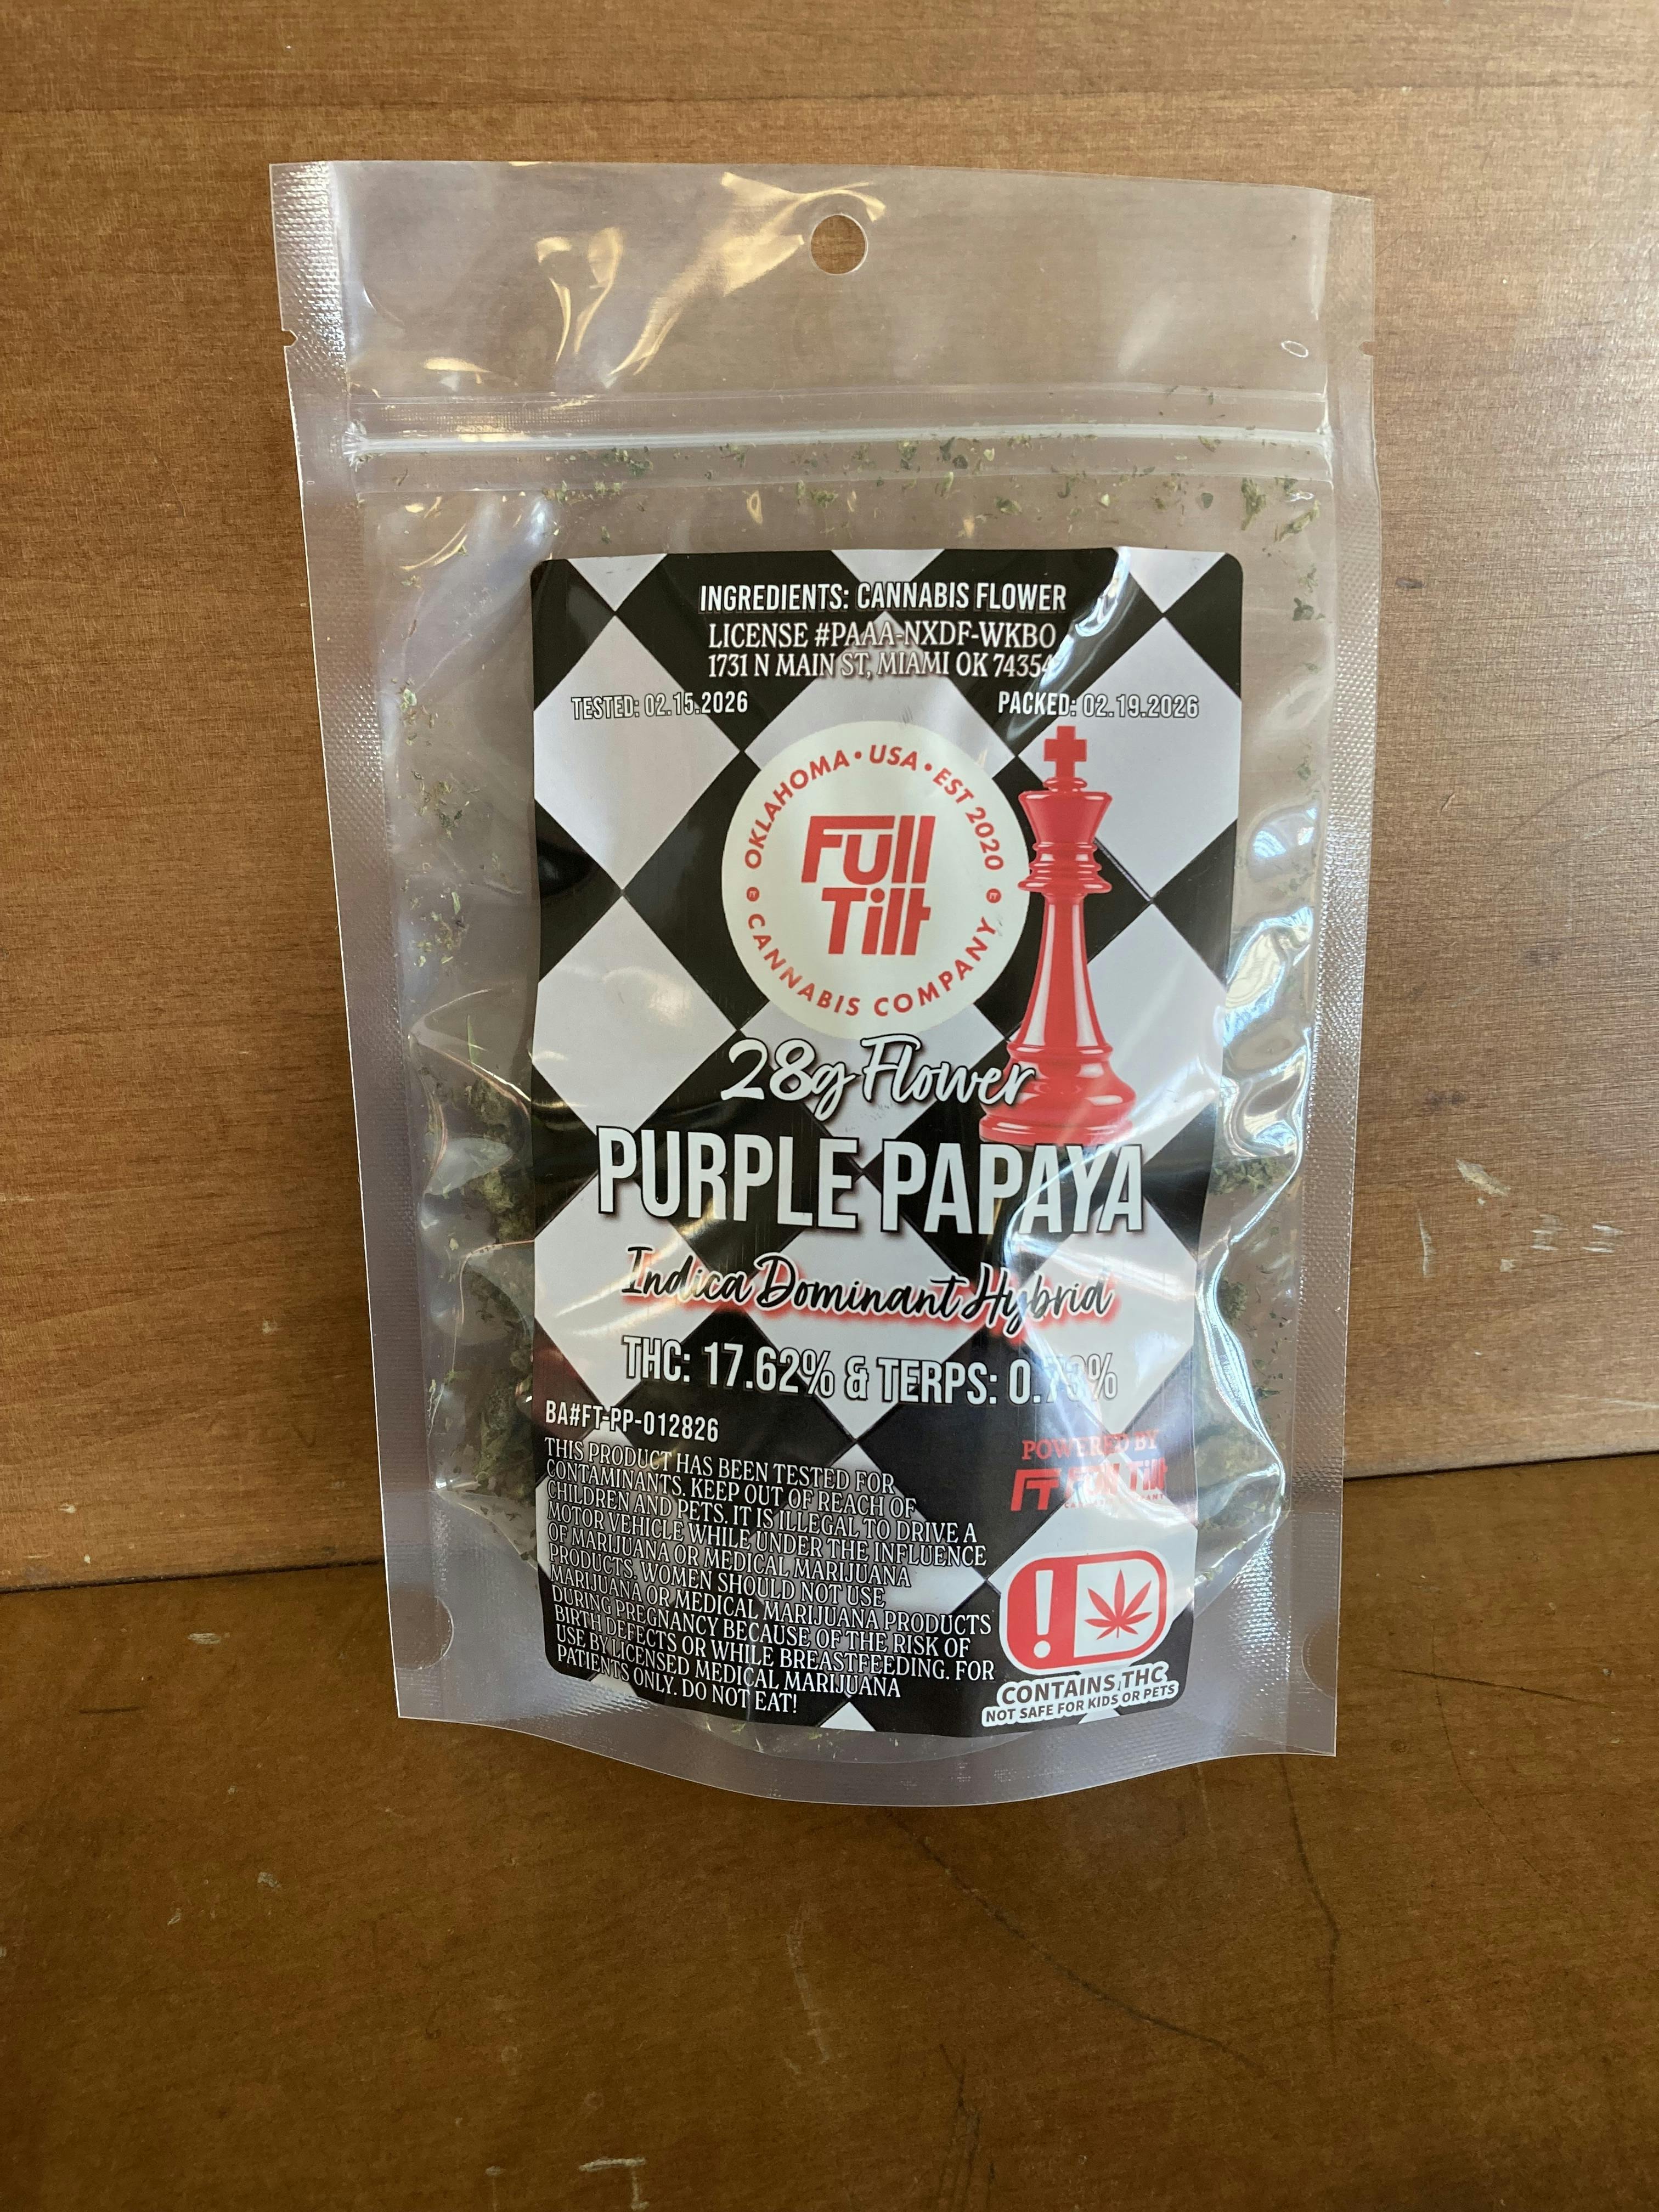 INGREDIENTS: CANNABIS FLOWER
LICENSE #PAAA-NXDF-WKBO
1731 N MAIN ST, MIAMI OK 74354
TESTED: 02.15.2026
PACKED: 02.19.2026
OKLAHOMA • USA • EST 2020
Full
Tilt
CANNABIS COMPANY
28g Flower
PURPLE PAPAYA
Indica Dominant Hybrid
THC: 17.62% & TERPS: 0.73%
BA#FT-PP-012826
THIS PRODUCT HAS BEEN TESTED FOR
CONTAMINANTS. KEEP OUT OF REACH OF
CHILDREN AND PETS. IT IS ILLEGAL TO DRIVE A
MOTOR VEHICLE WHILE UNDER THE INFLUENCE
OF MARIJUANA OR MEDICAL MARIJUANA
PRODUCTS. WOMEN SHOULD NOT USE
MARIJUANA OR MEDICAL MARIJUANA PRODUCTS
DURING PREGNANCY BECAUSE OF THE RISK OF
BIRTH DEFECTS OR WHILE BREASTFEEDING. FOR
USE BY LICENSED MEDICAL MARIJUANA
PATIENTS ONLY. DO NOT EAT!
POWERED BY
FT Full Tilt
!
CONTAINS THC
NOT SAFE FOR KIDS OR PETS